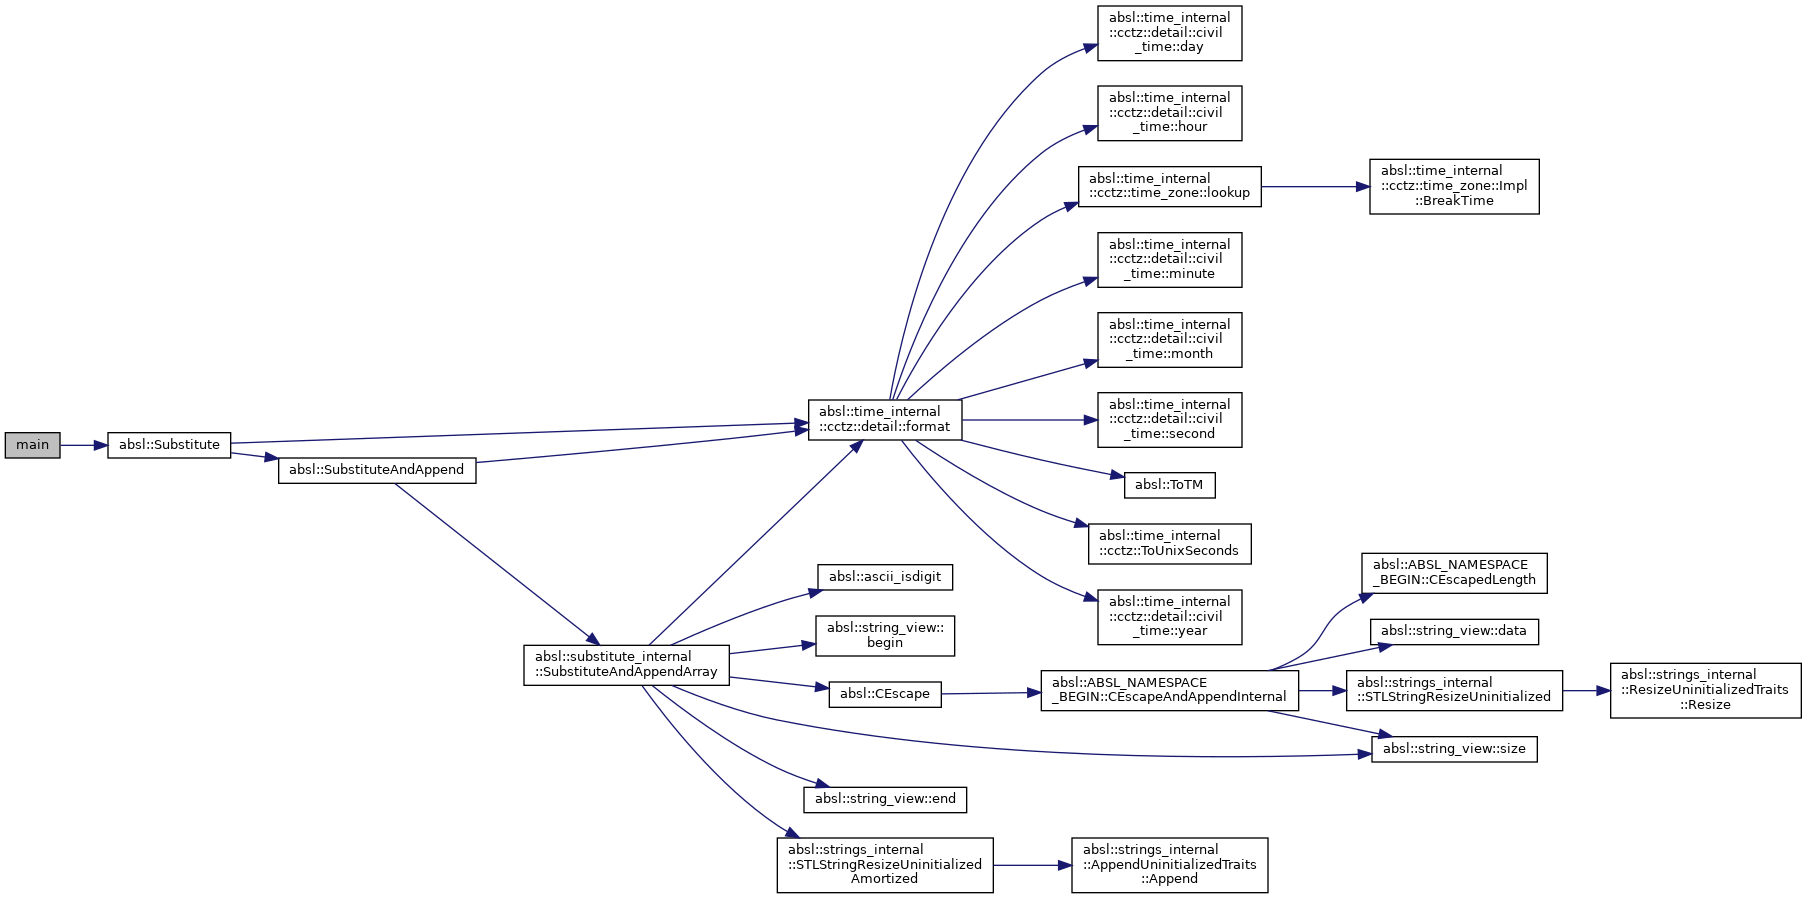 absl::time_internal
::cctz::detail::civil
_time::day
absl::time_internal
::cctz::detail::civil
_time::hour
absl::time_internal
::cctz::time_zone::lookup
absl::time_internal
::cctz::time_zone::Impl
::BreakTime
absl::time_internal
::cctz::detail::civil
_time::minute
absl::time_internal
::cctz::detail::civil
_time::month
main
absl::Substitute
absl::SubstituteAndAppend
absl::time_internal
::cctz::detail::format
absl::time_internal
::cctz::detail::civil
_time::second
absl::ToTM
absl::time_internal
::cctz::ToUnixSeconds
absl::time_internal
::cctz::detail::civil
_time::year
absl::substitute_internal
::SubstituteAndAppendArray
absl::ascii_isdigit
absl::string_view::
begin
absl::CEscape
absl::ABSL_NAMESPACE
_BEGIN::CEscapeAndAppendInternal
absl::ABSL_NAMESPACE
_BEGIN::CEscapedLength
absl::string_view::data
absl::strings_internal
::STLStringResizeUninitialized
absl::strings_internal
::ResizeUninitializedTraits
::Resize
absl::string_view::size
absl::string_view::end
absl::strings_internal
::STLStringResizeUninitialized
Amortized
absl::strings_internal
::AppendUninitializedTraits
::Append